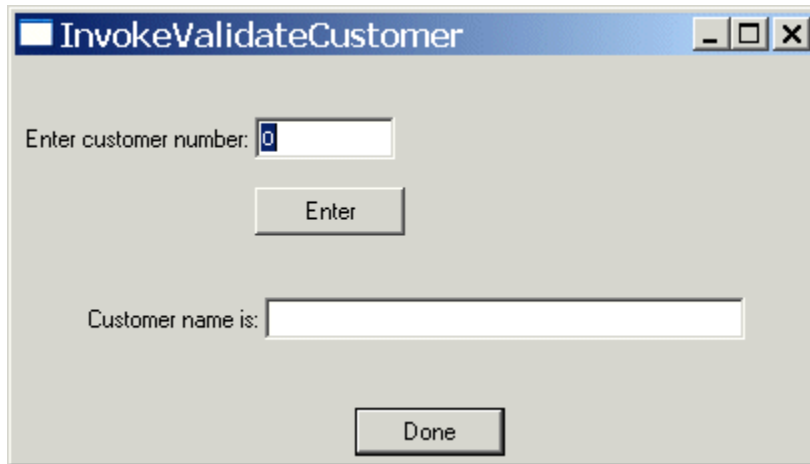 InvokeValidateCustomer
Enter customer number: 0
Enter
Customer name is:
Done